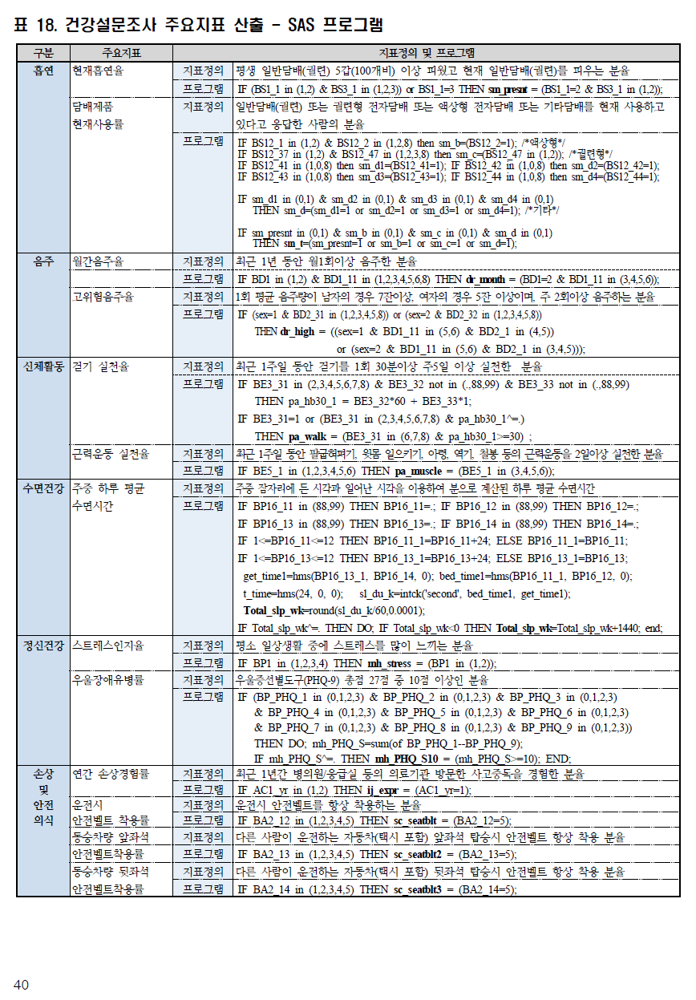 표 18. 건강설문조사 주요지표 산출 - SAS 프로그램
구분 주요지표 지표정의 및 프로그램
흡연 현재흡연율 지표정의 평생 일반담배(궐련) 5갑(100개비) 이상 피웠고 현재 일반담배(궐련)를 피우는 분율
프로그램 IF (BS1_1 in (1,2) & BS3_1 in (1,2,3)) or BS1_1=3 THEN sm_presnt = (BS1_1=2 & BS3_1 in (1,2));
담배제품 지표정의 일반담배(궐련) 또는 궐련형 전자담배 또는 액상형 전자담배 또는 기타담배를 현재 사용하고
현재사용률 있다고 응답한 사람의 분율
프로그램 IF BS12_1 in (1,2) & BS12_2 in (1,2,8) then sm_b=(BS12_2=1); /*액상형*/
IF BS12_37 in (1,2) & BS12_47 in (1,2,3,8) then sm_c=(BS12_47 in (1,2)); /*궐련형*/
IF BS12_41 in (1,0,8) then sm_d1=(BS12_41=1); IF BS12_42 in (1,0,8) then sm_d2=(BS12_42=1);
IF BS12_43 in (1,0,8) then sm_d3=(BS12_43=1); IF BS12_44 in (1,0,8) then sm_d4=(BS12_44=1);
IF sm_d1 in (0,1) & sm_d2 in (0,1) & sm_d3 in (0,1) & sm_d4 in (0,1)
THEN sm_d=(sm_d1=1 or sm_d2=1 or sm_d3=1 or sm_d4=1); /*기타*/
IF sm_presnt in (0,1) & sm_b in (0,1) & sm_c in (0,1) & sm_d in (0,1)
THEN sm_t=(sm_presnt=1 or sm_b=1 or sm_c=1 or sm_d=1);
음주 월간음주율 지표정의 최근 1년 동안 월1회이상 음주한 분율
프로그램 IF BD1 in (1,2) & BD1_11 in (1,2,3,4,5,6,8) THEN dr_month = (BD1=2 & BD1_11 in (3,4,5,6));
고위험음주율 지표정의 1회 평균 음주량이 남자의 경우 7잔이상, 여자의 경우 5잔 이상이며, 주 2회이상 음주하는 분율
프로그램 IF (sex=1 & BD2_31 in (1,2,3,4,5,8)) or (sex=2 & BD2_32 in (1,2,3,4,5,8))
THEN dr_high = ((sex=1 & BD1_11 in (5,6) & BD2_1 in (4,5))
or (sex=2 & BD1_11 in (5,6) & BD2_1 in (3,4,5)));
신체활동 걷기 실천율 지표정의 최근 1주일 동안 걷기를 1회 30분이상 주5일 이상 실천한 분율
프로그램 IF BE3_31 in (2,3,4,5,6,7,8) & BE3_32 not in (.,88,99) & BE3_33 not in (.,88,99)
THEN pa_hb30_1 = BE3_32*60 + BE3_33*1;
IF BE3_31=1 or (BE3_31 in (2,3,4,5,6,7,8) & pa_hb30_1^=.)
THEN pa_walk = (BE3_31 in (6,7,8) & pa_hb30_1>=30) ;
근력운동 실천율 지표정의 최근 1주일 동안 팔굽혀펴기, 윗몸 일으키기, 아령, 역기, 철봉 등의 근력운동을 2일이상 실천한 분율
프로그램 IF BE5_1 in (1,2,3,4,5,6) THEN pa_muscle = (BE5_1 in (3,4,5,6));
수면건강 주중 하루 평균 지표정의 주중 잠자리에 든 시각과 일어난 시각을 이용하여 분으로 계산된 하루 평균 수면시간
수면시간 프로그램 IF BP16_11 in (88,99) THEN BP16_11=.; IF BP16_12 in (88,99) THEN BP16_12=.;
IF BP16_13 in (88,99) THEN BP16_13=.; IF BP16_14 in (88,99) THEN BP16_14=.;
IF 1<=BP16_11<=12 THEN BP16_11_1=BP16_11+24; ELSE BP16_11_1=BP16_11;
IF 1<=BP16_13<=12 THEN BP16_13_1=BP16_13+24; ELSE BP16_13_1=BP16_13;
get_time1=hms(BP16_13_1, BP16_14, 0); bed_time1=hms(BP16_11_1, BP16_12, 0);
t_time=hms(24, 0, 0); sl_du_k=intck('second', bed_time1, get_time1);
Total_slp_wk=round(sl_du_k/60,0.0001);
IF Total_slp_wk^=. THEN DO; IF Total_slp_wk<0 THEN Total_slp_wk=Total_slp_wk+1440; end;
정신건강 스트레스인지율 지표정의 평소 일상생활 중에 스트레스를 많이 느끼는 분율
프로그램 IF BP1 in (1,2,3,4) THEN mh_stress = (BP1 in (1,2));
우울장애유병률 지표정의 우울증선별도구(PHQ-9) 총점 27점 중 10점 이상인 분율
프로그램 IF (BP_PHQ_1 in (0,1,2,3) & BP_PHQ_2 in (0,1,2,3) & BP_PHQ_3 in (0,1,2,3)
& BP_PHQ_4 in (0,1,2,3) & BP_PHQ_5 in (0,1,2,3) & BP_PHQ_6 in (0,1,2,3)
& BP_PHQ_7 in (0,1,2,3) & BP_PHQ_8 in (0,1,2,3) & BP_PHQ_9 in (0,1,2,3))
THEN DO; mh_PHQ_S=sum(of BP_PHQ_1--BP_PHQ_9);
IF mh_PHQ_S^=. THEN mh_PHQ_S10 = (mh_PHQ_S>=10); END;
손상 연간 손상경험률 지표정의 최근 1년간 병의원/응급실 등의 의료기관 방문한 사고중독을 경험한 분율
및 프로그램 IF AC1_yr in (1,2) THEN ij_expr = (AC1_yr=1);
안전 운전시 지표정의 운전시 안전벨트를 항상 착용하는 분율
의식 안전벨트 착용률 프로그램 IF BA2_12 in (1,2,3,4,5) THEN sc_seatblt = (BA2_12=5);
동승차량 앞좌석 지표정의 다른 사람이 운전하는 자동차(택시 포함) 앞좌석 탑승시 안전벨트 항상 착용 분율
안전벨트착용률 프로그램 IF BA2_13 in (1,2,3,4,5) THEN sc_seatblt2 = (BA2_13=5);
동승차량 뒷좌석 지표정의 다른 사람이 운전하는 자동차(택시 포함) 뒷좌석 탑승시 안전벨트 항상 착용 분율
안전벨트착용률 프로그램 IF BA2_14 in (1,2,3,4,5) THEN sc_seatblt3 = (BA2_14=5);
40